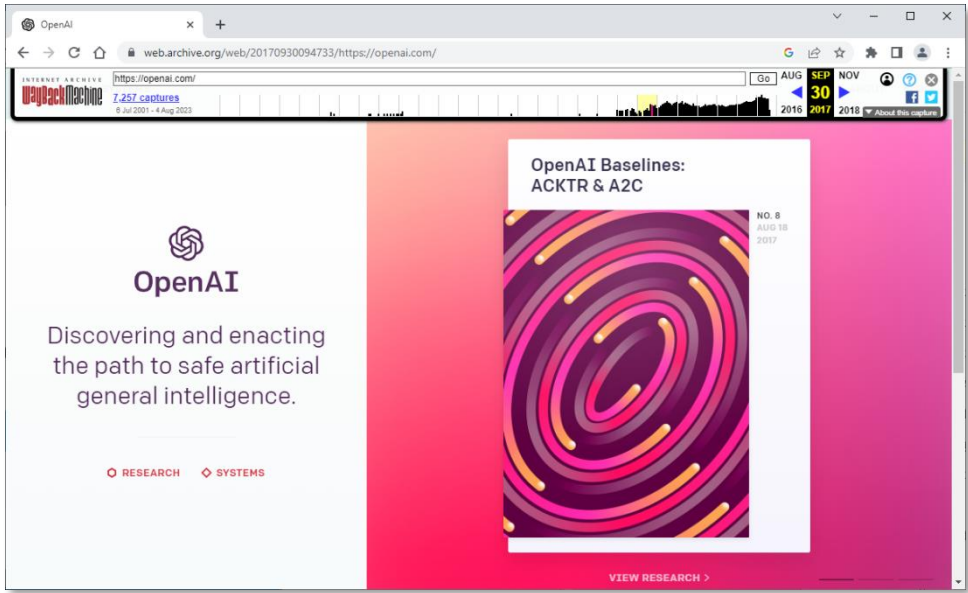 OpenAI
web.archive.org/web/20170930094733/https://openai.com/
INTERNET ARCHIVE
WayBackMachine
https://openai.com/
Go
7,257 captures
6 Jul 2001 - 4 Aug 2023
AUG SEP NOV
30
2016 2017 2018
About this capture
OpenAI
Discovering and enacting
the path to safe artificial
general intelligence.
RESEARCH SYSTEMS
OpenAI Baselines:
ACKTR & A2C
NO. 8
AUG 18
2017
VIEW RESEARCH >